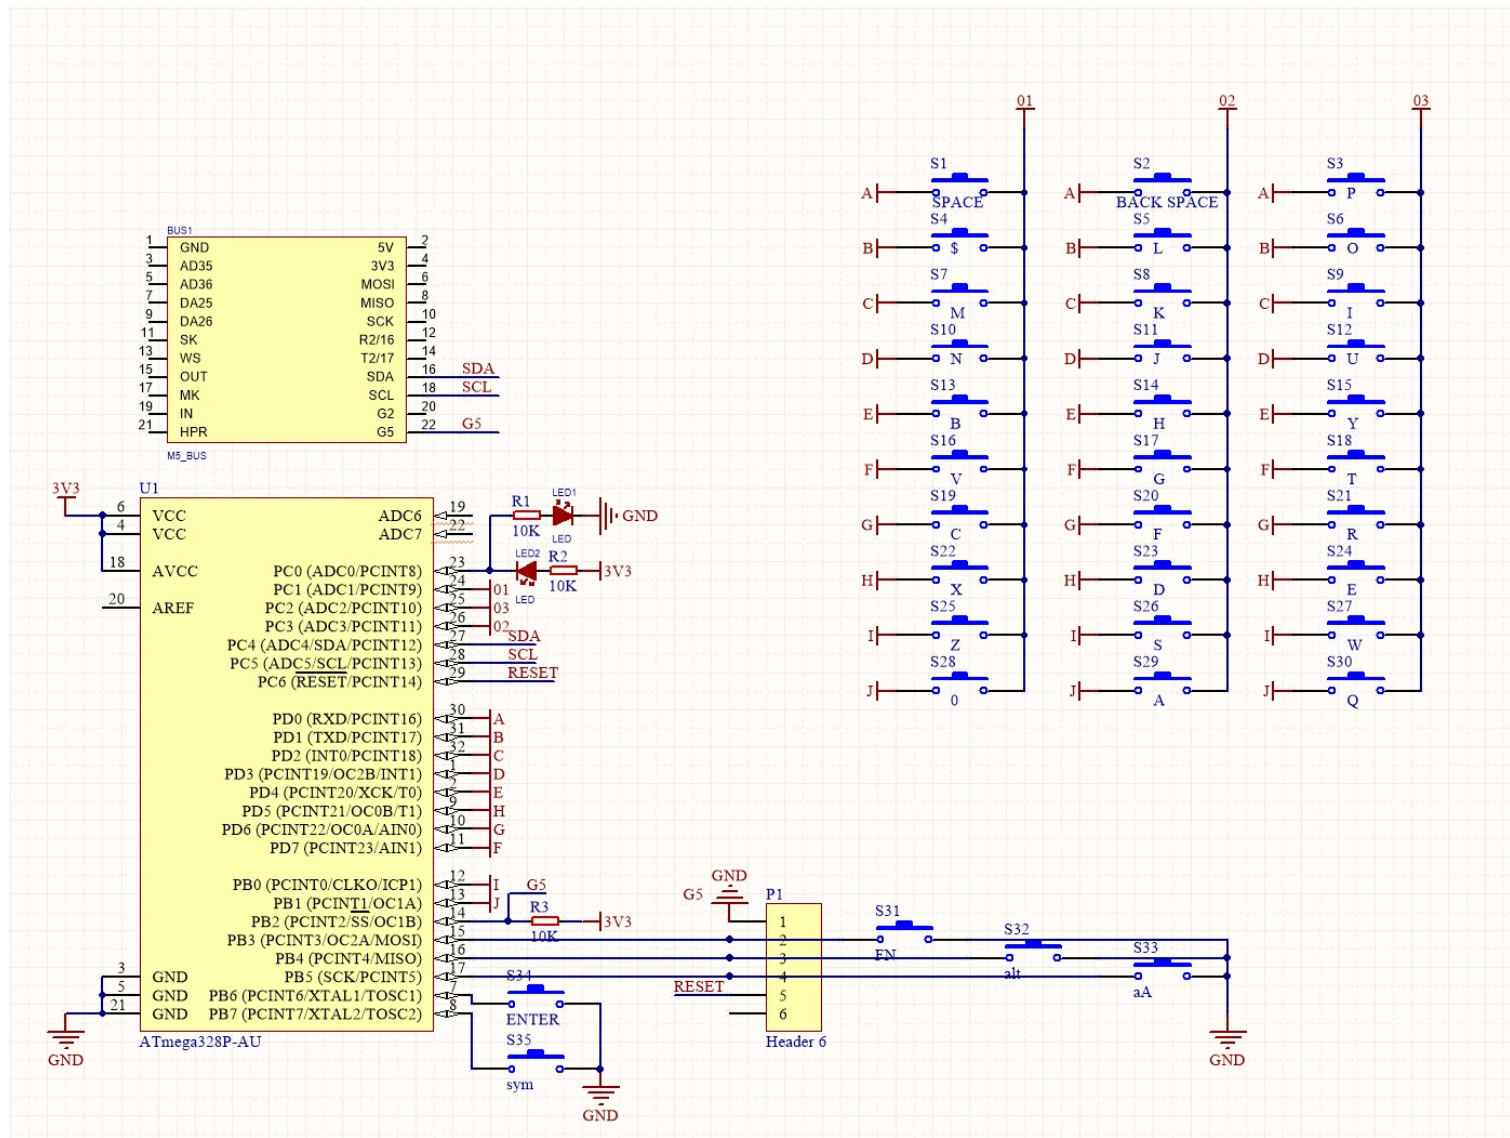 01 02 03
S1 S2 S3
A A A
SPACE BACK SPACE P
S4 S5 S6
B $ B L B O
S7 S8 S9
C C C
M K I
S10 S11 S12
D N D J D U
S13 S14 S15
E E E
B H Y
S16 S17 S18
F F F
V G T
S19 S20 S21
G G G
C F R
S22 S23 S24
H H H
X D E
S25 S26 S27
I I I
Z S W
S28 S29 S30
J J J
0 A Q
BUS1
1 GND 5V 2
3 AD35 3V3 4
5 AD36 MOSI 6
7 DA25 MISO 8
9 DA26 SCK 10
11 SK R2/16 12
13 WS T2/17 14
15 OUT SDA 16 SDA
17 MK SCL 18 SCL
19 IN G2 20
21 HPR G5 22 G5
M5_BUS
3V3 U1
6 VCC ADC6 19
4 VCC ADC7 22
18 AVCC PC0 (ADC0/PCINT8) 23
PC1 (ADC1/PCINT9) 24 01
20 AREF PC2 (ADC2/PCINT10) 25 03
PC3 (ADC3/PCINT11) 26 02
PC4 (ADC4/SDA/PCINT12) 27 SDA
PC5 (ADC5/SCL/PCINT13) 28 SCL
PC6 (RESET/PCINT14) 29 RESET
PD0 (RXD/PCINT16) 30 A
PD1 (TXD/PCINT17) 31 B
PD2 (INT0/PCINT18) 32 C
PD3 (PCINT19/OC2B/INT1) 1 D
PD4 (PCINT20/XCK/T0) 2 E
PD5 (PCINT21/OC0B/T1) 9 H
PD6 (PCINT22/OC0A/AIN0) 10 G
PD7 (PCINT23/AIN1) 11 F
PB0 (PCINT0/CLKO/ICP1) 12 I
PB1 (PCINT1/OC1A) 13 J
PB2 (PCINT2/SS/OC1B) 14
PB3 (PCINT3/OC2A/MOSI) 15
PB4 (PCINT4/MISO) 16
3 GND PB5 (SCK/PCINT5) 17
5 GND PB6 (PCINT6/XTAL1/TOSC1) 7
21 GND PB7 (PCINT7/XTAL2/TOSC2) 8
GND
ATmega328P-AU
R1 LED1
GND
10K LED
LED2 R2
3V3
LED 10K
G5
R3
3V3
10K
S34
ENTER
S35
sym
GND
GND
G5 P1
1
2
3
4
RESET 5
6
Header 6
S31
FN
S32
alt
S33
aA
GND